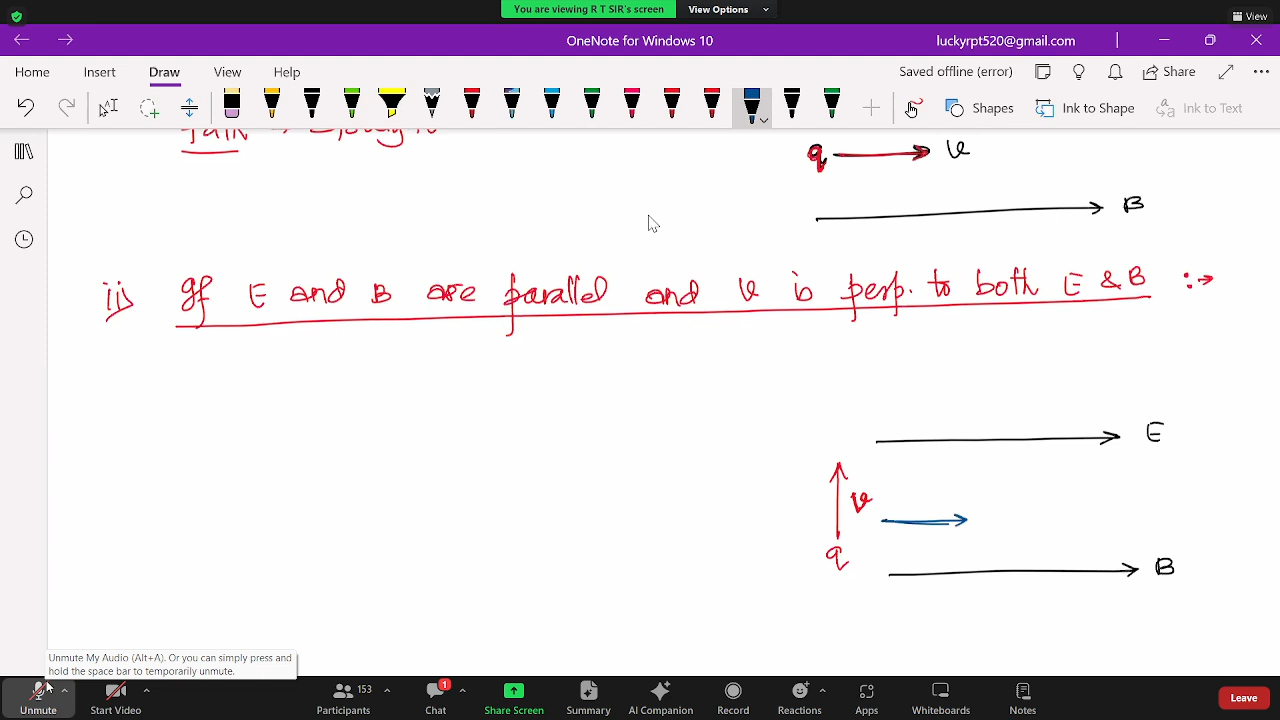 You are viewing R T SIR's screen View Options
View
OneNote for Windows 10 luckyrpt520@gmail.com
Home Insert Draw View Help Saved offline (error) Share
Shapes Ink to Shape Ink to Text
q v
B
ii) If E and B are parallel and v is perp. to both E & B :→
E
v
q
B
Unmute My Audio (Alt+A). Or you can simply press and
hold the space bar to temporarily unmute.
153 1
Unmute Start Video Participants Chat Share Screen Summary AI Companion Record Reactions Apps Whiteboards Notes Leave